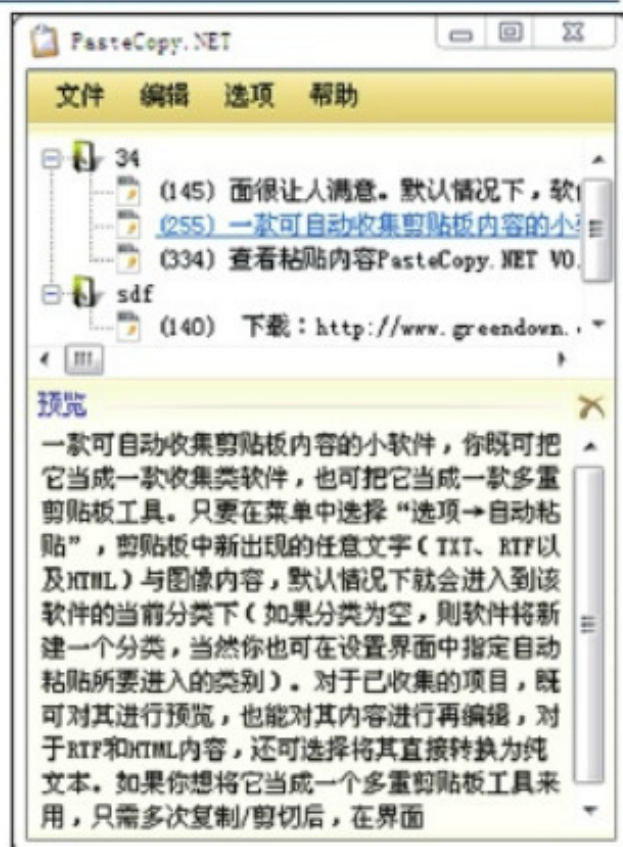 PasteCopy.NET
文件 编辑 选项 帮助
34
(145) 面很让人满意。默认情况下，软
(255) 一款可自动收集剪贴板内容的小
(334) 查看粘贴内容PasteCopy.NET V0.
sdf
(140) 下载：http://www.greendown.
预览
一款可自动收集剪贴板内容的小软件，你既可把
它当成一款收集类软件，也可把它当成一款多重
剪贴板工具。只要在菜单中选择“选项→自动粘
贴”，剪贴板中新出现的任意文字(TXT、RTF以
及HTML)与图像内容，默认情况下就会进入到该
软件的当前分类下(如果分类为空，则软件将新
建一个分类，当然你也可在设置界面中指定自动
粘贴所要进入的类别)。对于已收集的项目，既
可对其进行预览，也能对其内容进行再编辑，对
于RTF和HTML内容，还可选择将其直接转换为纯
文本。如果你想将它当成一个多重剪贴板工具来
用，只需多次复制/剪切后，在界面